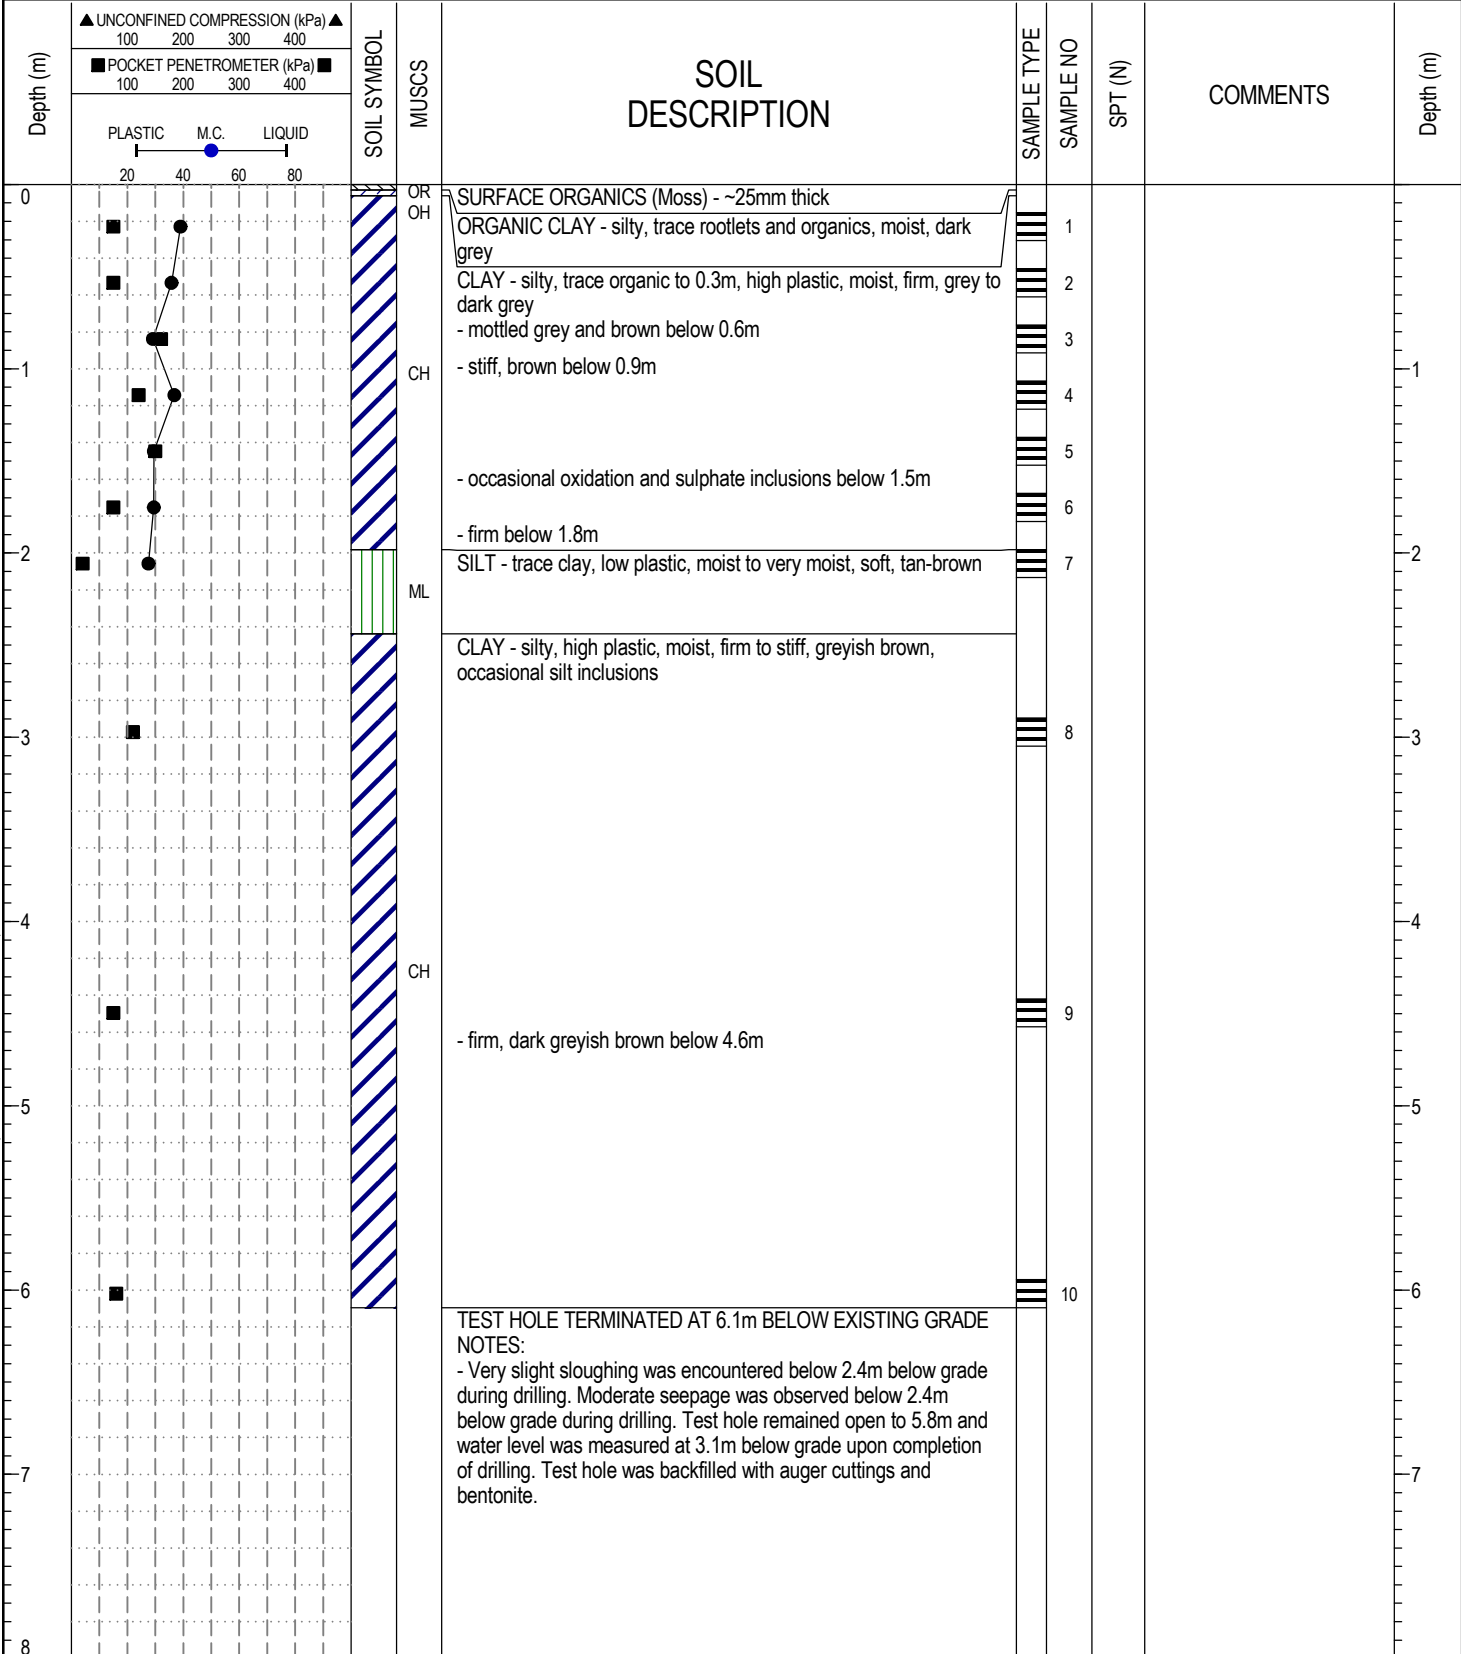 ▲ UNCONFINED COMPRESSION (kPa) ▲
100 200 300 400
■ POCKET PENETROMETER (kPa) ■
100 200 300 400
PLASTIC M.C. LIQUID
20 40 60 80
Depth (m)
SOIL SYMBOL
MUSCS
SOIL
DESCRIPTION
SAMPLE TYPE
SAMPLE NO
SPT (N)
COMMENTS
Depth (m)
0
OR
SURFACE ORGANICS (Moss) - ~25mm thick
OH
ORGANIC CLAY - silty, trace rootlets and organics, moist, dark
grey
1
CLAY - silty, trace organic to 0.3m, high plastic, moist, firm, grey to
dark grey
2
- mottled grey and brown below 0.6m
3
1
CH
- stiff, brown below 0.9m
1
4
5
- occasional oxidation and sulphate inclusions below 1.5m
6
- firm below 1.8m
2
SILT - trace clay, low plastic, moist to very moist, soft, tan-brown
7
2
ML
CLAY - silty, high plastic, moist, firm to stiff, greyish brown,
occasional silt inclusions
3
8
3
4
4
CH
9
- firm, dark greyish brown below 4.6m
5
5
6
10
6
TEST HOLE TERMINATED AT 6.1m BELOW EXISTING GRADE
NOTES:
- Very slight sloughing was encountered below 2.4m below grade
during drilling. Moderate seepage was observed below 2.4m
below grade during drilling. Test hole remained open to 5.8m and
water level was measured at 3.1m below grade upon completion
of drilling. Test hole was backfilled with auger cuttings and
bentonite.
7
7
8